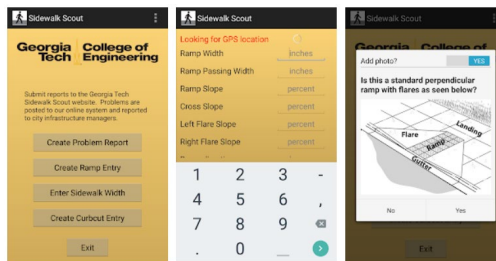 Sidewalk Scout
Georgia Tech College of Engineering
Submit reports to the Georgia Tech
Sidewalk Scout website. Problems are
posted to our online system and reported
to city infrastructure managers.
Create Problem Report
Create Ramp Entry
Enter Sidewalk Width
Create Curbcut Entry
Exit
Sidewalk Scout
Looking for GPS location
Ramp Width inches
Ramp Passing Width inches
Ramp Slope percent
Cross Slope percent
Left Flare Slope percent
Right Flare Slope percent
1 2 3 -
4 5 6 ,
7 8 9
. 0
Sidewalk Scout
Georgia College of
Add photo? YES
Is this a standard perpendicular
ramp with flares as seen below?
Landing
Flare
Ramp
Gutter
No Yes
Exit